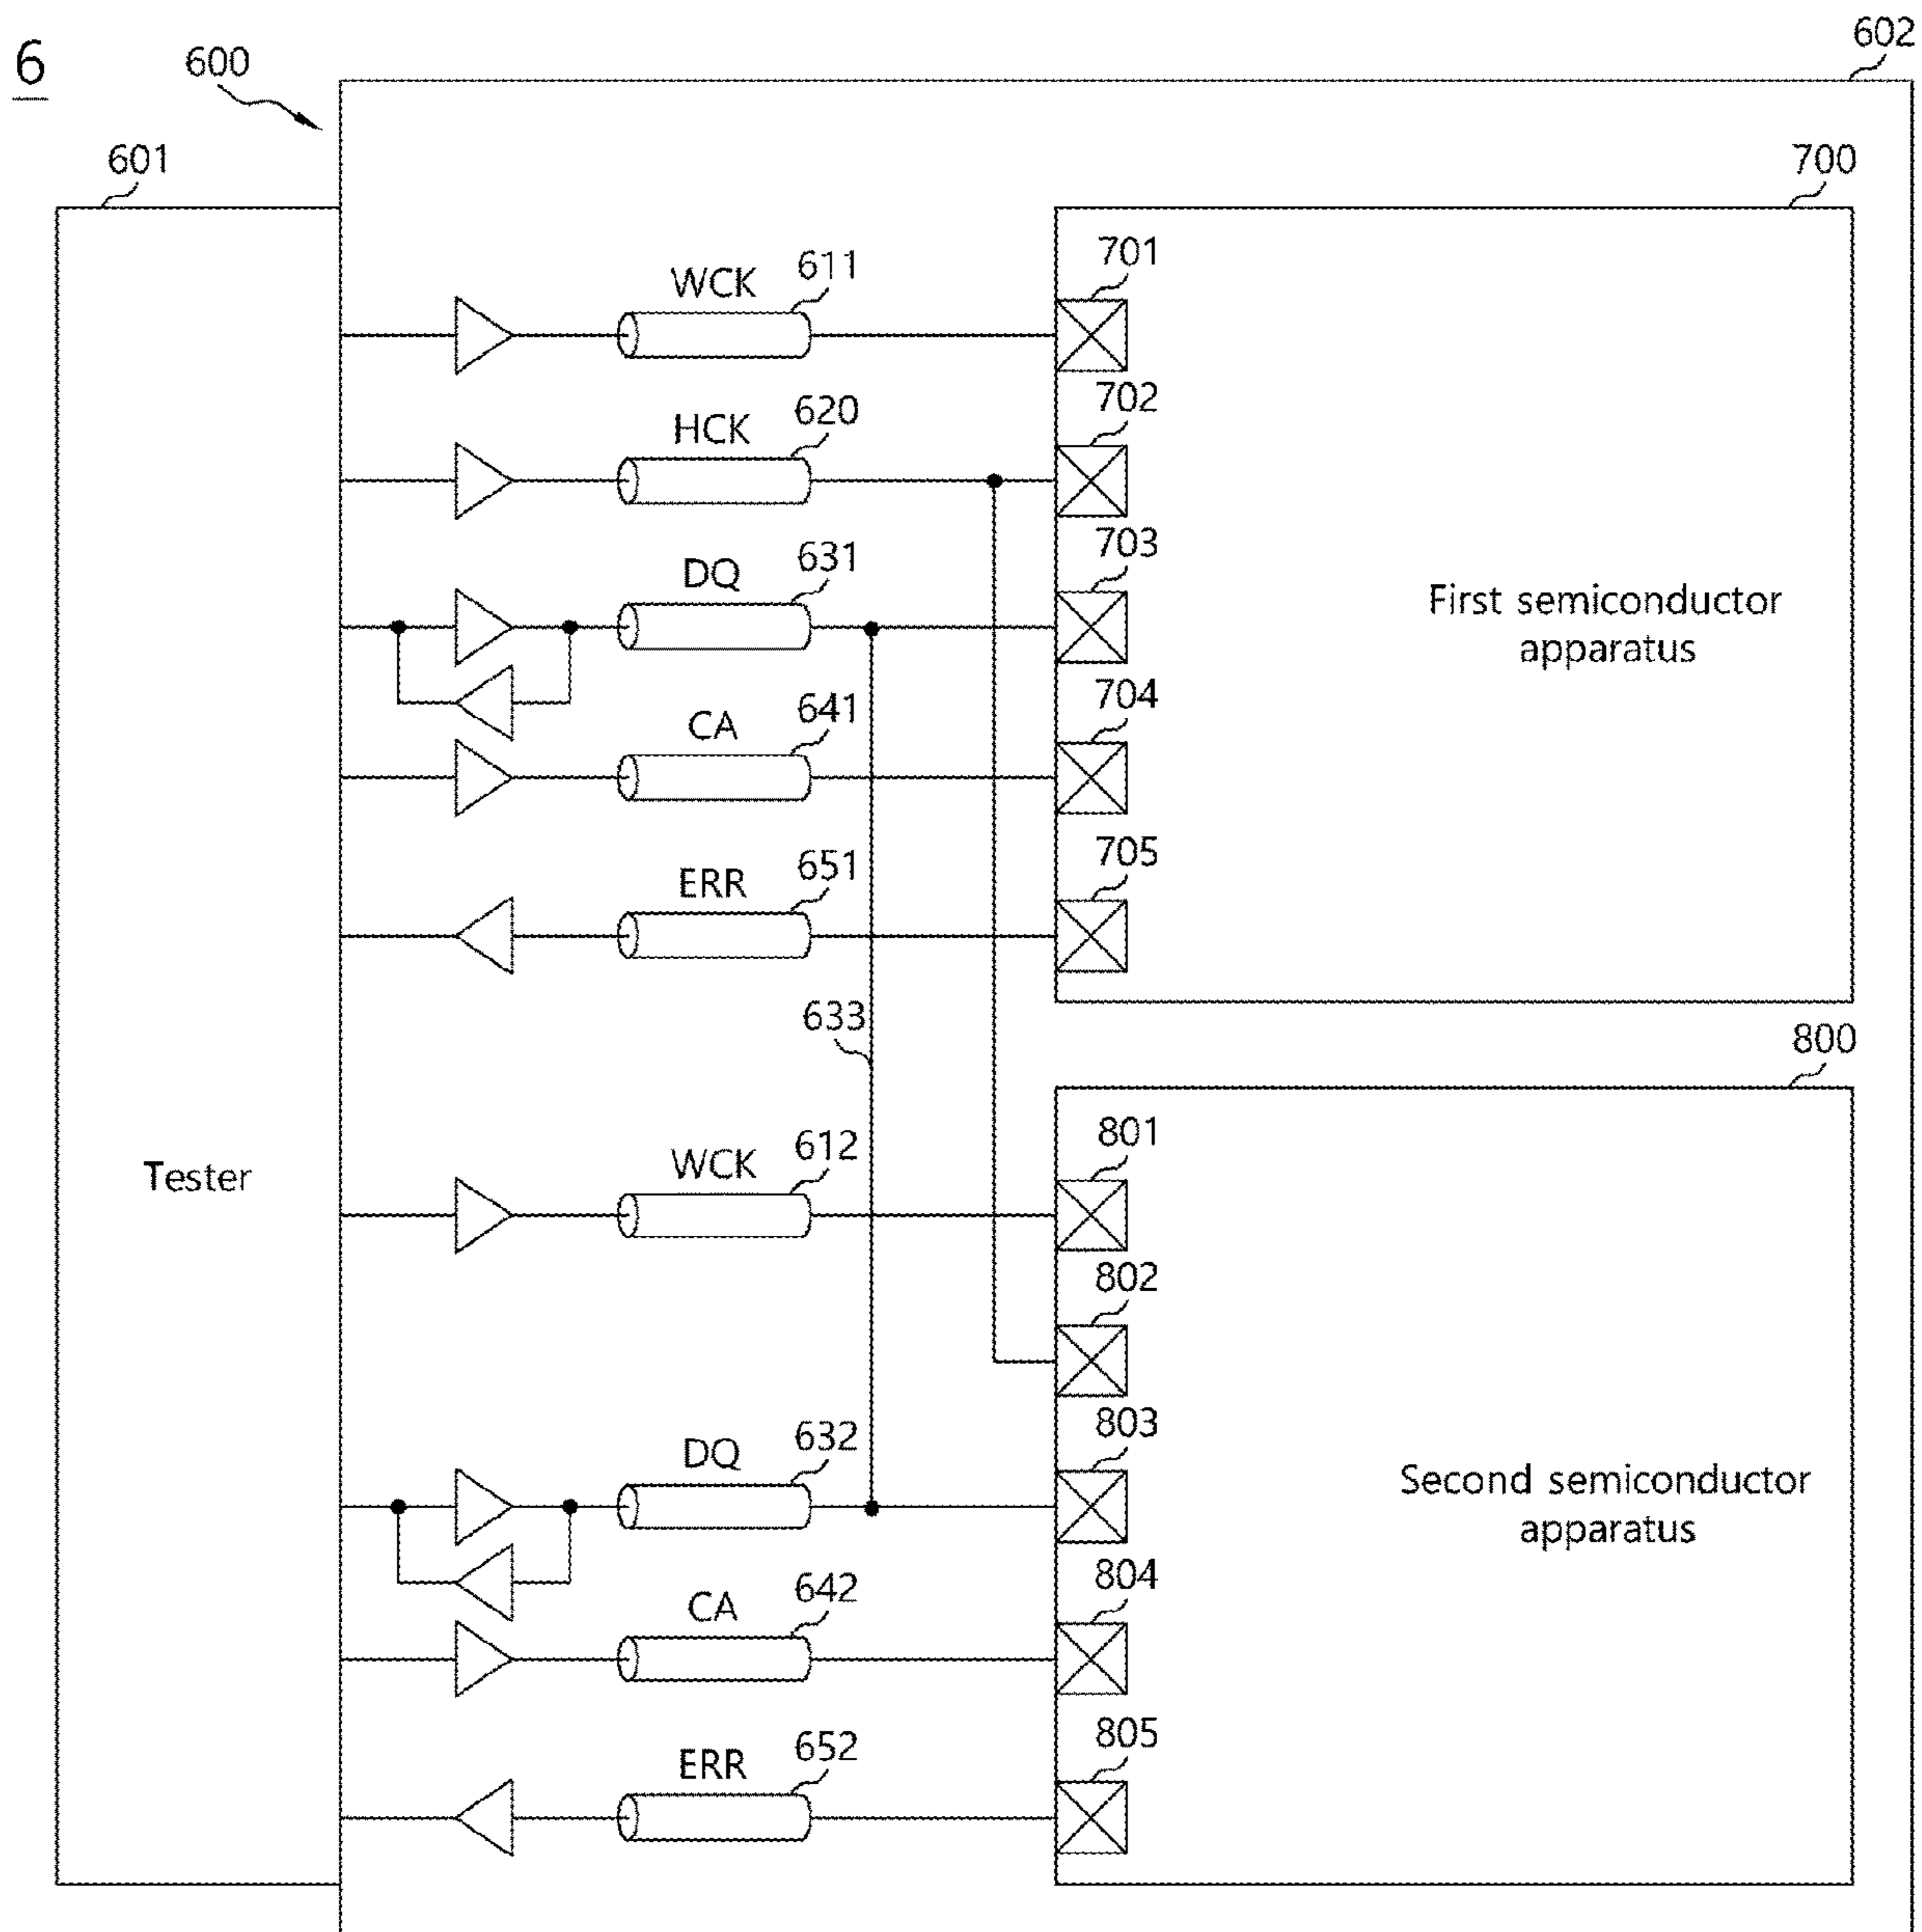 6
600
602
601
700
701
WCK
611
702
HCK
620
703
DQ
631
First semiconductor
apparatus
704
CA
641
705
ERR
651
633
800
801
WCK
612
Tester
802
803
DQ
632
Second semiconductor
apparatus
804
CA
642
805
ERR
652